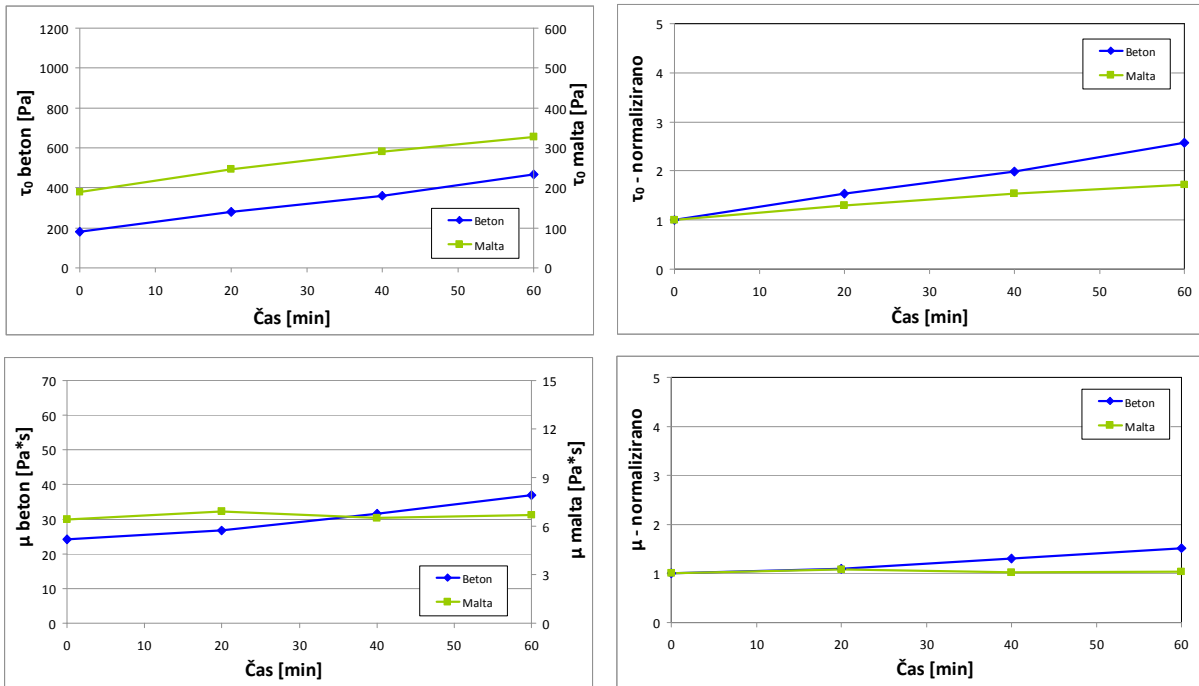 τ₀ beton [Pa]
1200
1000
800
600
400
200
0
600
500
400
300
200
100
0
τ₀ malta [Pa]
Beton
Malta
0 10 20 30 40 50 60
Čas [min]
τ₀ - normalizirano
5
4
3
2
1
0
Beton
Malta
0 10 20 30 40 50 60
Čas [min]
μ beton [Pa*s]
70
60
50
40
30
20
10
0
15
12
9
6
3
0
μ malta [Pa*s]
Beton
Malta
0 10 20 30 40 50 60
Čas [min]
μ - normalizirano
5
4
3
2
1
0
Beton
Malta
0 10 20 30 40 50 60
Čas [min]